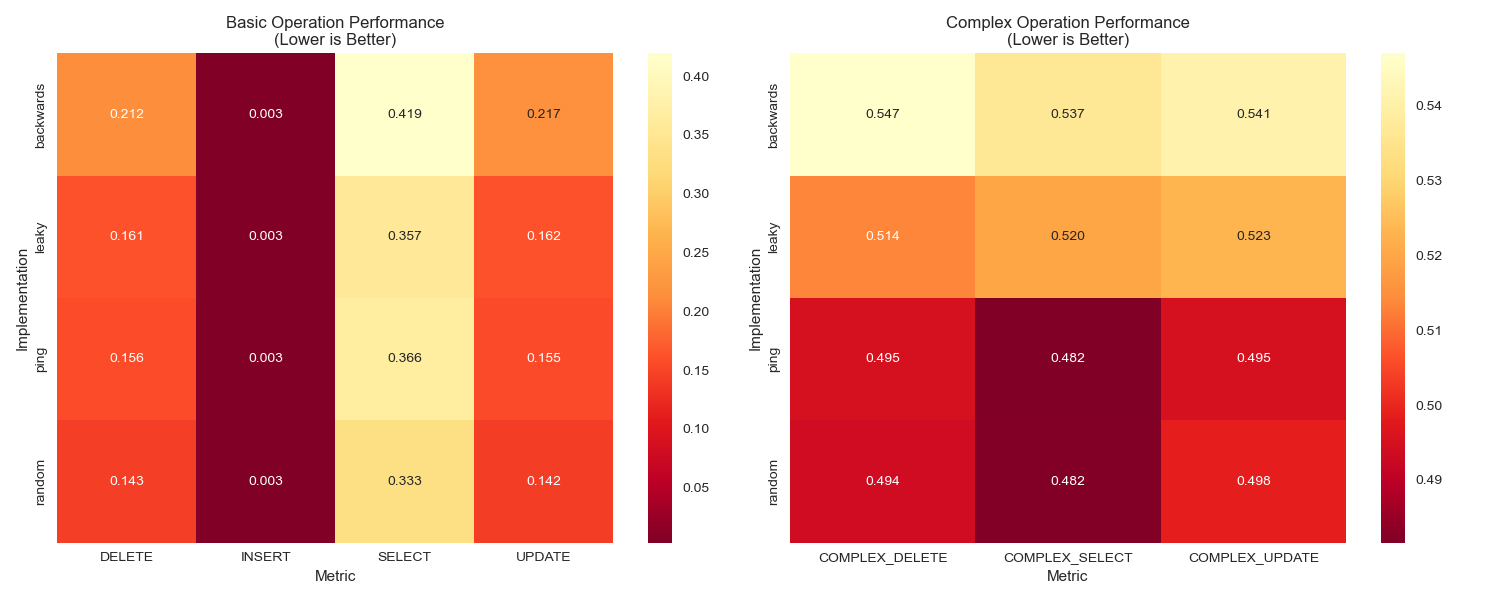 Basic Operation Performance
(Lower is Better)
Implementation
backwards
0.212 0.003 0.419 0.217
leaky
0.161 0.003 0.357 0.162
ping
0.156 0.003 0.366 0.155
random
0.143 0.003 0.333 0.142
DELETE INSERT SELECT UPDATE
Metric
0.40
0.35
0.30
0.25
0.20
0.15
0.10
0.05
Complex Operation Performance
(Lower is Better)
Implementation
backwards
0.547 0.537 0.541
leaky
0.514 0.520 0.523
ping
0.495 0.482 0.495
random
0.494 0.482 0.498
COMPLEX_DELETE COMPLEX_SELECT COMPLEX_UPDATE
Metric
0.54
0.53
0.52
0.51
0.50
0.49